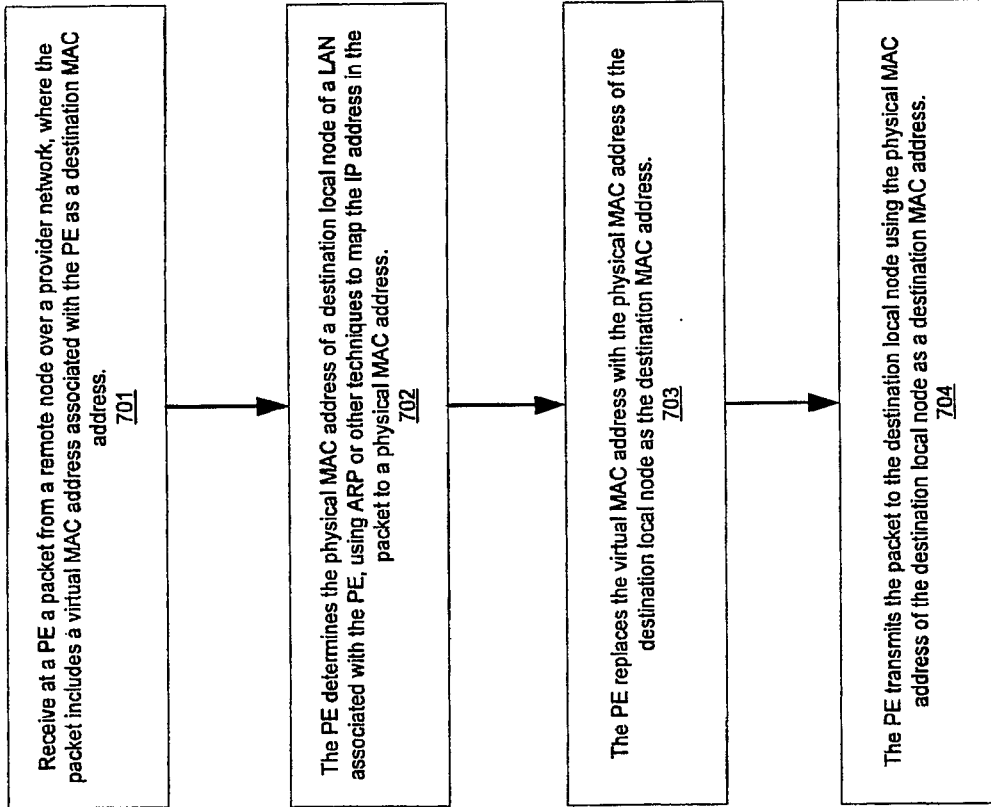 Receive at a PE a packet from a remote node over a provider network, where the
packet includes a virtual MAC address associated with the PE as a destination MAC
address.
701
The PE determines the physical MAC address of a destination local node of a LAN
associated with the PE, using ARP or other techniques to map the IP address in the
packet to a physical MAC address.
702
The PE replaces the virtual MAC address with the physical MAC address of the
destination local node as the destination MAC address.
703
The PE transmits the packet to the destination local node using the physical MAC
address of the destination local node as a destination MAC address.
704